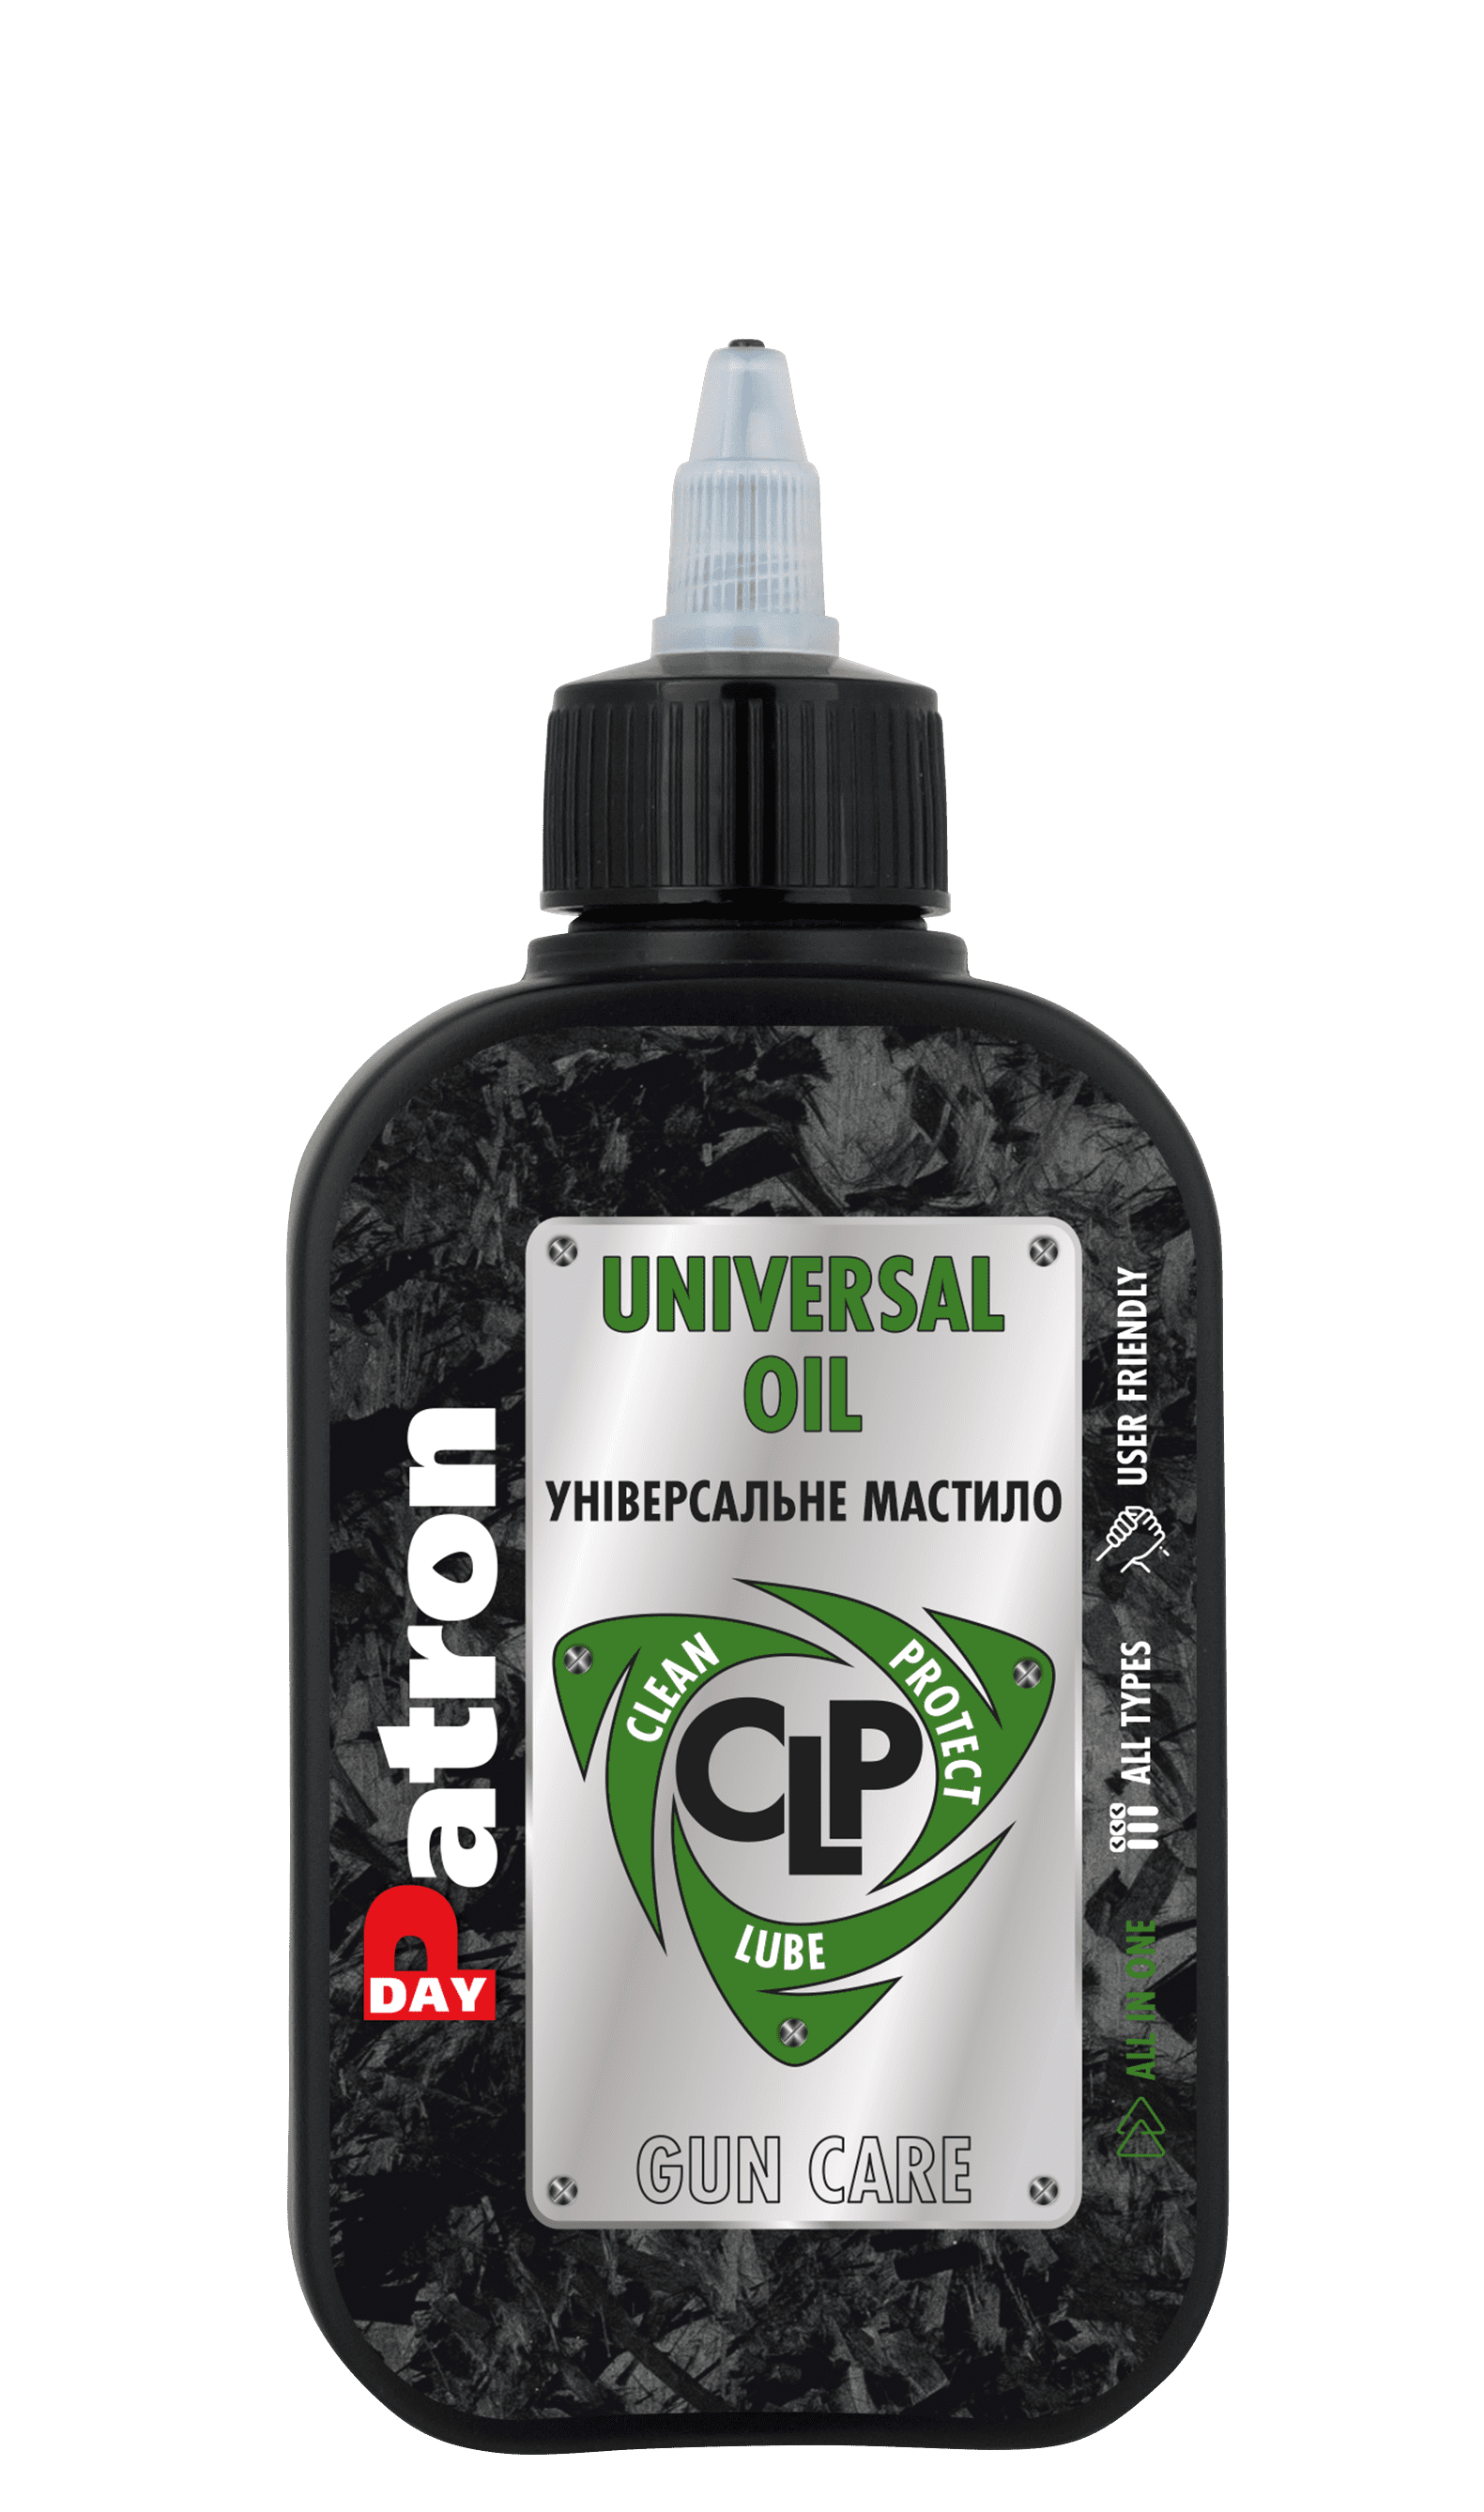 Patron
DAY
UNIVERSAL
OIL
УНІВЕРСАЛЬНЕ МАСТИЛО
CLEAN
PROTECT
CLP
LUBE
GUN CARE
ALL IN ONE
ALL TYPES
USER FRIENDLY